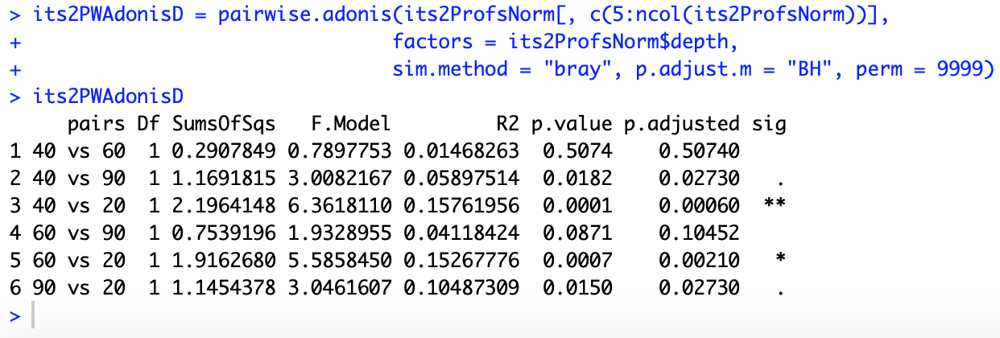 > its2PWAdonisD = pairwise.adonis(its2ProfsNorm[, c(5:ncol(its2ProfsNorm))],
+                                 factors = its2ProfsNorm$depth,
+                                 sim.method = "bray", p.adjust.m = "BH", perm = 9999)
> its2PWAdonisD
     pairs Df SumsOfSqs   F.Model         R2 p.value p.adjusted sig
1 40 vs 60  1 0.2907849 0.7897753 0.01468263  0.5074    0.50740
2 40 vs 90  1 1.1691815 3.0082167 0.05897514  0.0182    0.02730   .
3 40 vs 20  1 2.1964148 6.3618110 0.15761956  0.0001    0.00060  **
4 60 vs 90  1 0.7539196 1.9328955 0.04118424  0.0871    0.10452
5 60 vs 20  1 1.9162680 5.5858450 0.15267776  0.0007    0.00210   *
6 90 vs 20  1 1.1454378 3.0461607 0.10487309  0.0150    0.02730   .
>